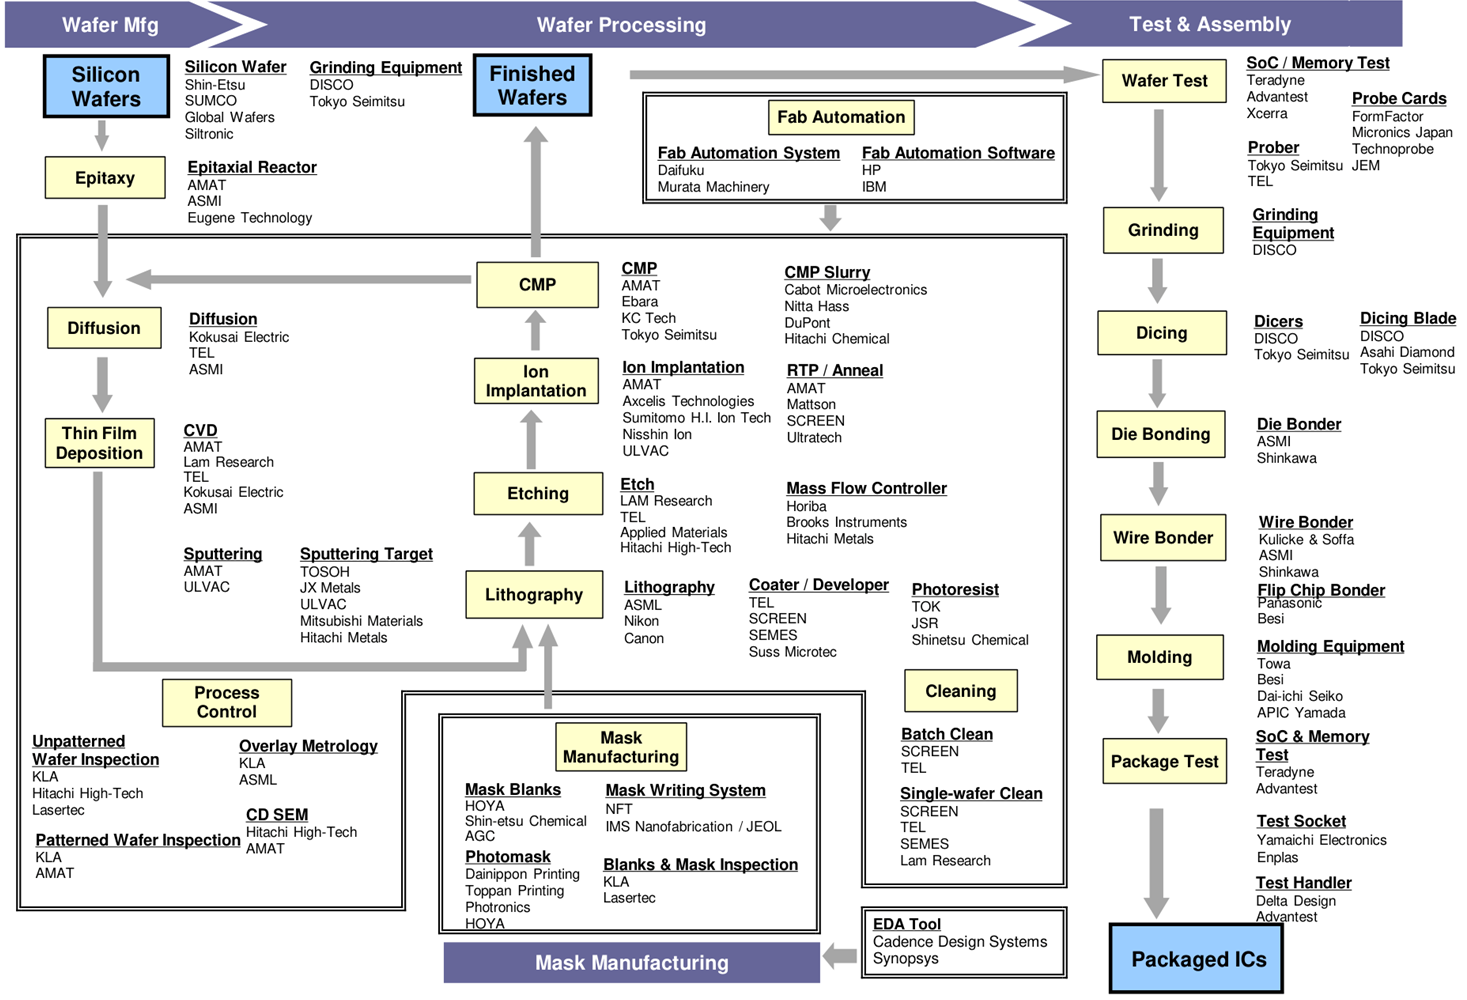 Wafer Mfg
Wafer Processing
Test & Assembly
Silicon
Wafers
Silicon Wafer
Shin-Etsu
SUMCO
Global Wafers
Siltronic
Grinding Equipment
DISCO
Tokyo Seimitsu
Epitaxy
Epitaxial Reactor
AMAT
ASMI
Eugene Technology
Finished
Wafers
Fab Automation
Fab Automation System
Daifuku
Murata Machinery
Fab Automation Software
HP
IBM
Diffusion
Diffusion
Kokusai Electric
TEL
ASMI
Thin Film
Deposition
CVD
AMAT
Lam Research
TEL
Kokusai Electric
ASMI
Sputtering
AMAT
ULVAC
Sputtering Target
TOSOH
JX Metals
ULVAC
Mitsubishi Materials
Hitachi Metals
CMP
CMP
AMAT
Ebara
KC Tech
Tokyo Seimitsu
CMP Slurry
Cabot Microelectronics
Nitta Hass
DuPont
Hitachi Chemical
Ion
Implantation
Ion Implantation
AMAT
Axcelis Technologies
Sumitomo H.I. Ion Tech
Nisshin Ion
ULVAC
RTP / Anneal
AMAT
Mattson
SCREEN
Ultratech
Etching
Etch
LAM Research
TEL
Applied Materials
Hitachi High-Tech
Mass Flow Controller
Horiba
Brooks Instruments
Hitachi Metals
Lithography
Lithography
ASML
Nikon
Canon
Coater / Developer
TEL
SCREEN
SEMES
Suss Microtec
Photoresist
TOK
JSR
Shinetsu Chemical
Process
Control
Unpatterned
Wafer Inspection
KLA
Hitachi High-Tech
Lasertec
Patterned Wafer Inspection
KLA
AMAT
Overlay Metrology
KLA
ASML
CD SEM
Hitachi High-Tech
AMAT
Mask
Manufacturing
Mask Blanks
HOYA
Shin-etsu Chemical
AGC
Photomask
Dainippon Printing
Toppan Printing
Photronics
HOYA
Mask Writing System
NFT
IMS Nanofabrication / JEOL
Blanks & Mask Inspection
KLA
Lasertec
Cleaning
Batch Clean
SCREEN
TEL
Single-wafer Clean
SCREEN
TEL
SEMES
Lam Research
Mask Manufacturing
EDA Tool
Cadence Design Systems
Synopsys
Wafer Test
SoC / Memory Test
Teradyne
Advantest
Xcerra
Probe Cards
FormFactor
Micronics Japan
Technoprobe
JEM
Prober
Tokyo Seimitsu
TEL
Grinding
Grinding
Equipment
DISCO
Dicing
Dicers
DISCO
Tokyo Seimitsu
Dicing Blade
DISCO
Asahi Diamond
Tokyo Seimitsu
Die Bonding
Die Bonder
ASMI
Shinkawa
Wire Bonder
Wire Bonder
Kulicke & Soffa
ASMI
Shinkawa
Flip Chip Bonder
Panasonic
Besi
Molding
Molding Equipment
Towa
Besi
Dai-ichi Seiko
APIC Yamada
Package Test
SoC & Memory
Test
Teradyne
Advantest
Test Socket
Yamaichi Electronics
Enplas
Test Handler
Delta Design
Advantest
Packaged ICs